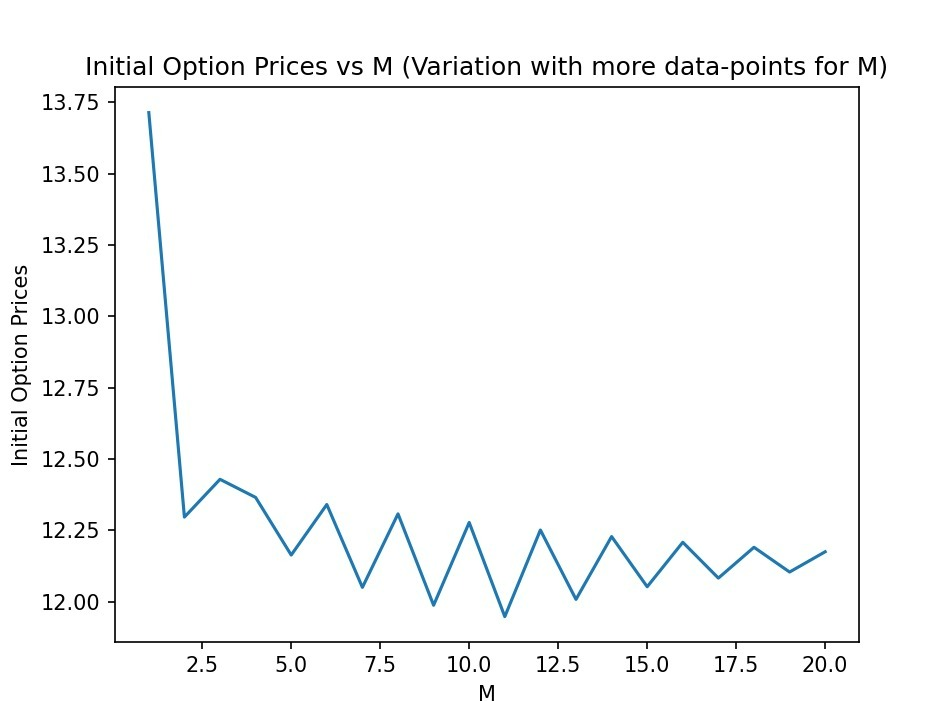 Initial Option Prices vs M (Variation with more data-points for M)
Initial Option Prices
13.75
13.50
13.25
13.00
12.75
12.50
12.25
12.00
2.5 5.0 7.5 10.0 12.5 15.0 17.5 20.0
M